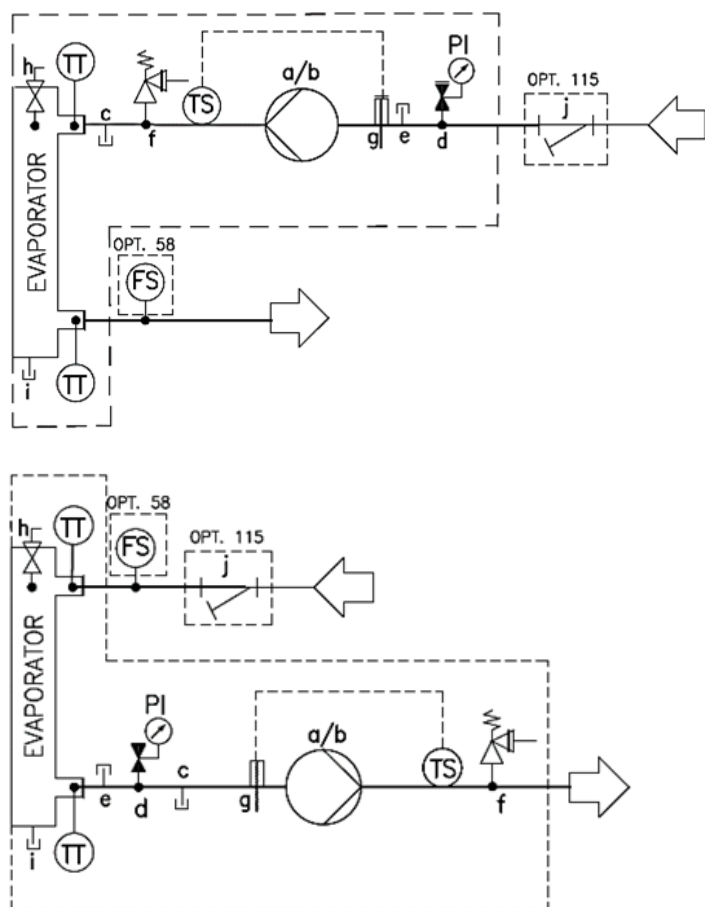 PI
a/b
OPT. 115
h
TT
j
TS
c
f
g
e
d
EVAPORATOR
OPT. 58
FS
i
TT
OPT. 58
h
TT
FS
OPT. 115
j
EVAPORATOR
PI
a/b
c
TS
e
d
g
f
i
TT